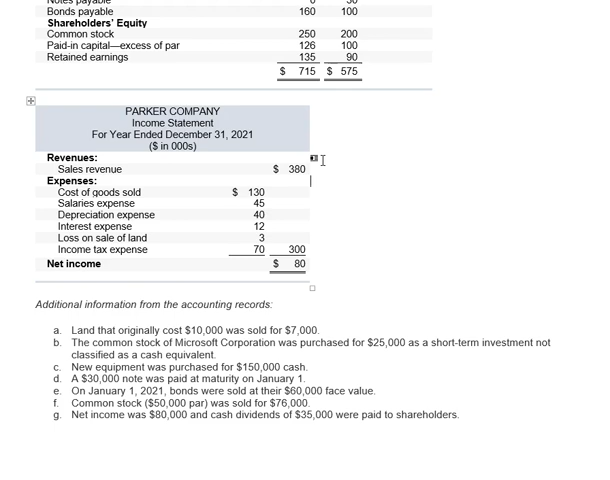 Notes payable 0 30
Bonds payable 160 100
Shareholders' Equity
Common stock 250 200
Paid-in capital—excess of par 126 100
Retained earnings 135 90
$ 715 $ 575
PARKER COMPANY
Income Statement
For Year Ended December 31, 2021
($ in 000s)
Revenues:
Sales revenue $ 380
Expenses:
Cost of goods sold $ 130
Salaries expense 45
Depreciation expense 40
Interest expense 12
Loss on sale of land 3
Income tax expense 70 300
Net income $ 80
Additional information from the accounting records:
a. Land that originally cost $10,000 was sold for $7,000.
b. The common stock of Microsoft Corporation was purchased for $25,000 as a short-term investment not
classified as a cash equivalent.
c. New equipment was purchased for $150,000 cash.
d. A $30,000 note was paid at maturity on January 1.
e. On January 1, 2021, bonds were sold at their $60,000 face value.
f. Common stock ($50,000 par) was sold for $76,000.
g. Net income was $80,000 and cash dividends of $35,000 were paid to shareholders.